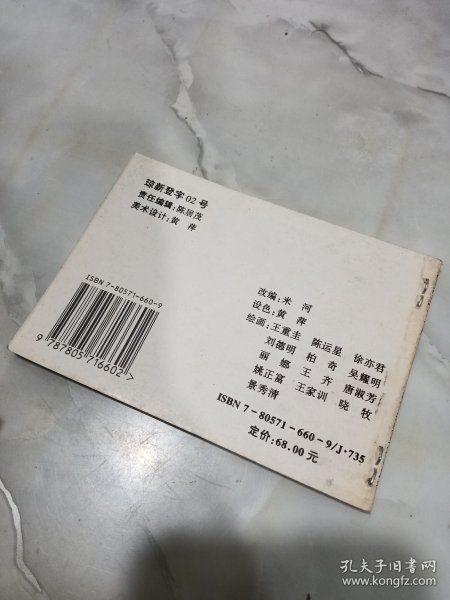 琼新登字02号
责任编辑:陈居茂
美术设计:黄 萍
ISBN 7-80571-660-9
9 787805 716602 7
改编:米 河
设色:黄 萍
绘画:王重圭 陈运星 徐亦君
刘德明 柏 奇 吴耀明
丽 娜 王 齐 唐淑芳
姚正富 王家训 晓 牧
景秀清
ISBN 7-80571-660-9/J·735
定价:68.00元
孔夫子旧书网
www.kongfz.com